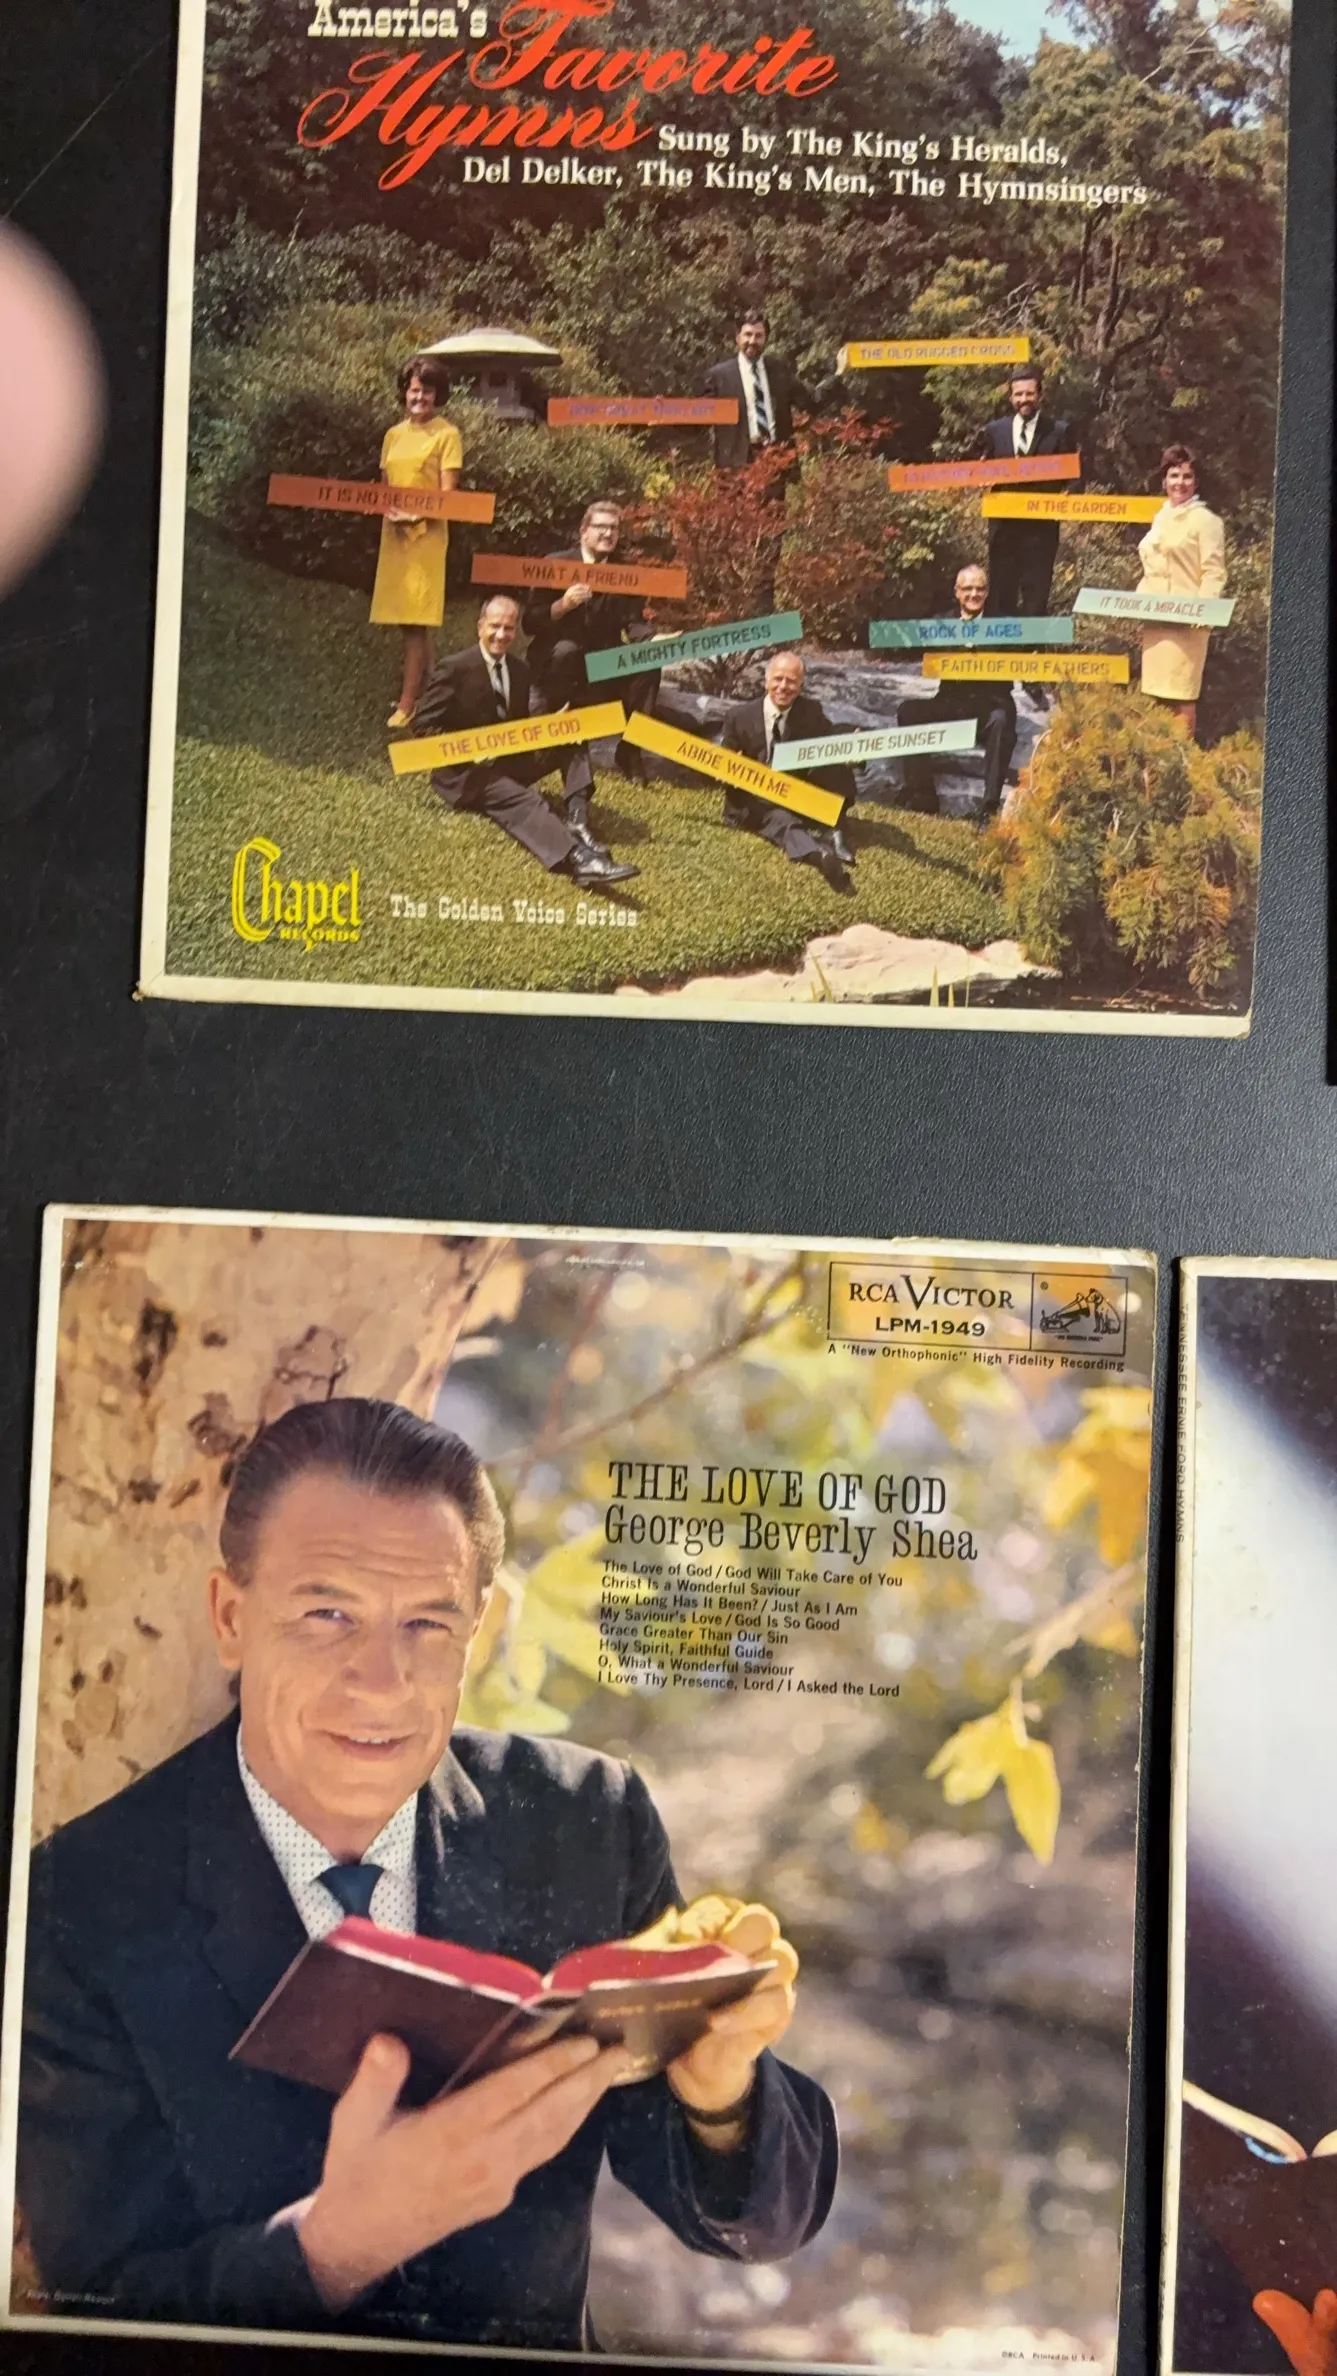 America's
Favorite
Hymns
Sung by The King's Heralds,
Del Delker, The King's Men, The Hymnsingers
THE OLD RUGGED CROSS
IT IS NO SECRET
IN THE GARDEN
WHAT A FRIEND
IT TOOK A MIRACLE
A MIGHTY FORTRESS
ROCK OF AGES
FAITH OF OUR FATHERS
THE LOVE OF GOD
ABIDE WITH ME
BEYOND THE SUNSET
Chapel
RECORDS
The Golden Voice Series
RCA VICTOR
LPM-1949
A "New Orthophonic" High Fidelity Recording
THE LOVE OF GOD
George Beverly Shea
The Love of God / God Will Take Care of You
Christ Is a Wonderful Saviour
How Long Has It Been? / Just As I Am
My Saviour's Love / God Is So Good
Grace Greater Than Our Sin
Holy Spirit, Faithful Guide
O, What a Wonderful Saviour
I Love Thy Presence, Lord / I Asked the Lord
TENNESSEE ERNIE FORD HYMNS
Printed in U. S. A.